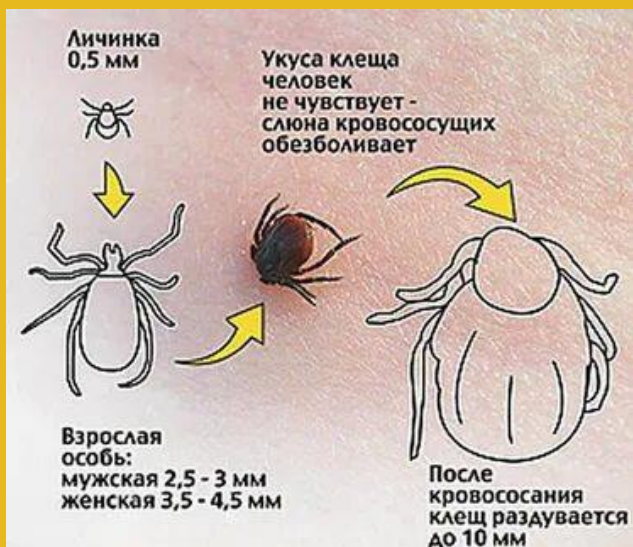 Личинка
0,5 мм
Укуса клеща
человек
не чувствует -
слюна кровососущих
обезболивает
Взрослая
особь:
мужская 2,5 - 3 мм
женская 3,5 - 4,5 мм
После
кровососания
клещ раздувается
до 10 мм